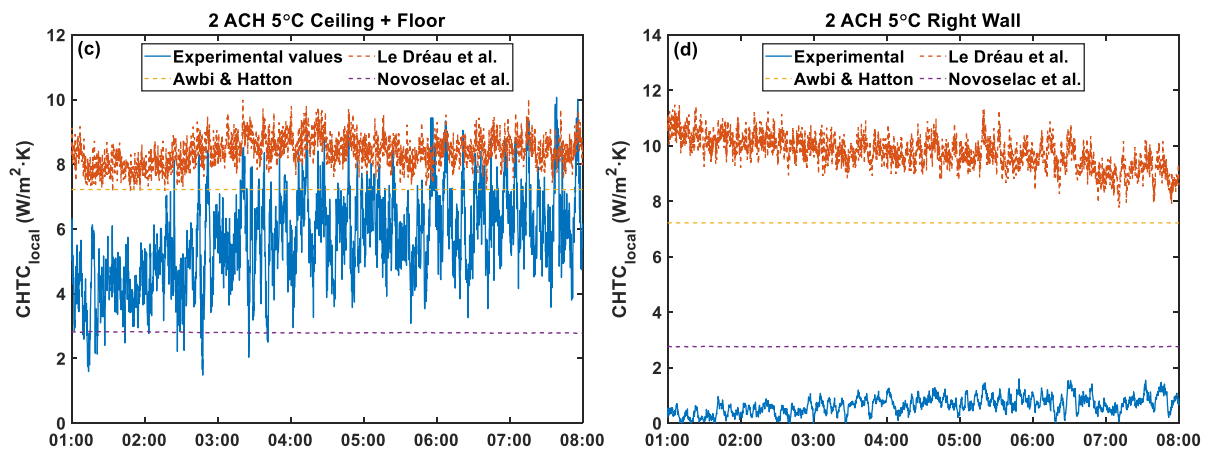 2 ACH 5°C Ceiling + Floor
(c)
Experimental values
Le Dréau et al.
Awbi & Hatton
Novoselac et al.
CHTC_local (W/m²·K)
12
10
8
6
4
2
0
01:00 02:00 03:00 04:00 05:00 06:00 07:00 08:00
2 ACH 5°C Right Wall
(d)
Experimental
Le Dréau et al.
Awbi & Hatton
Novoselac et al.
CHTC_local (W/m²·K)
14
12
10
8
6
4
2
0
01:00 02:00 03:00 04:00 05:00 06:00 07:00 08:00